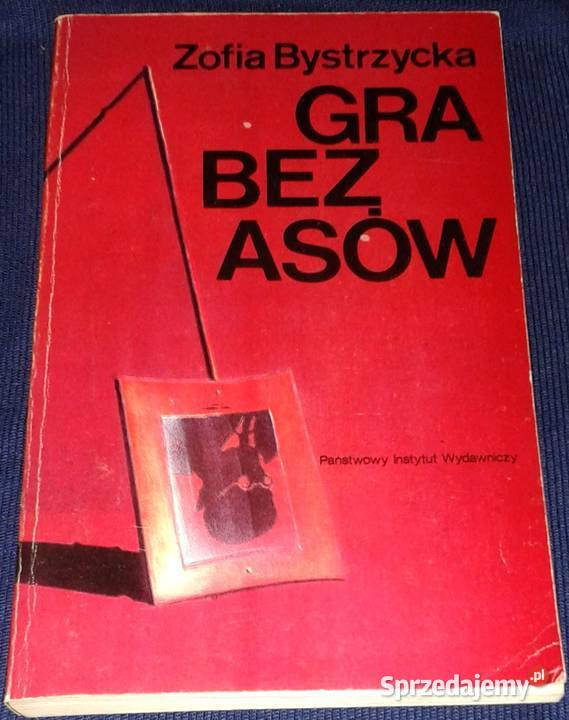 Zofia Bystrzycka
GRA
BEZ
ASÓW
Państwowy Instytut Wydawniczy
Sprzedajemy.pl